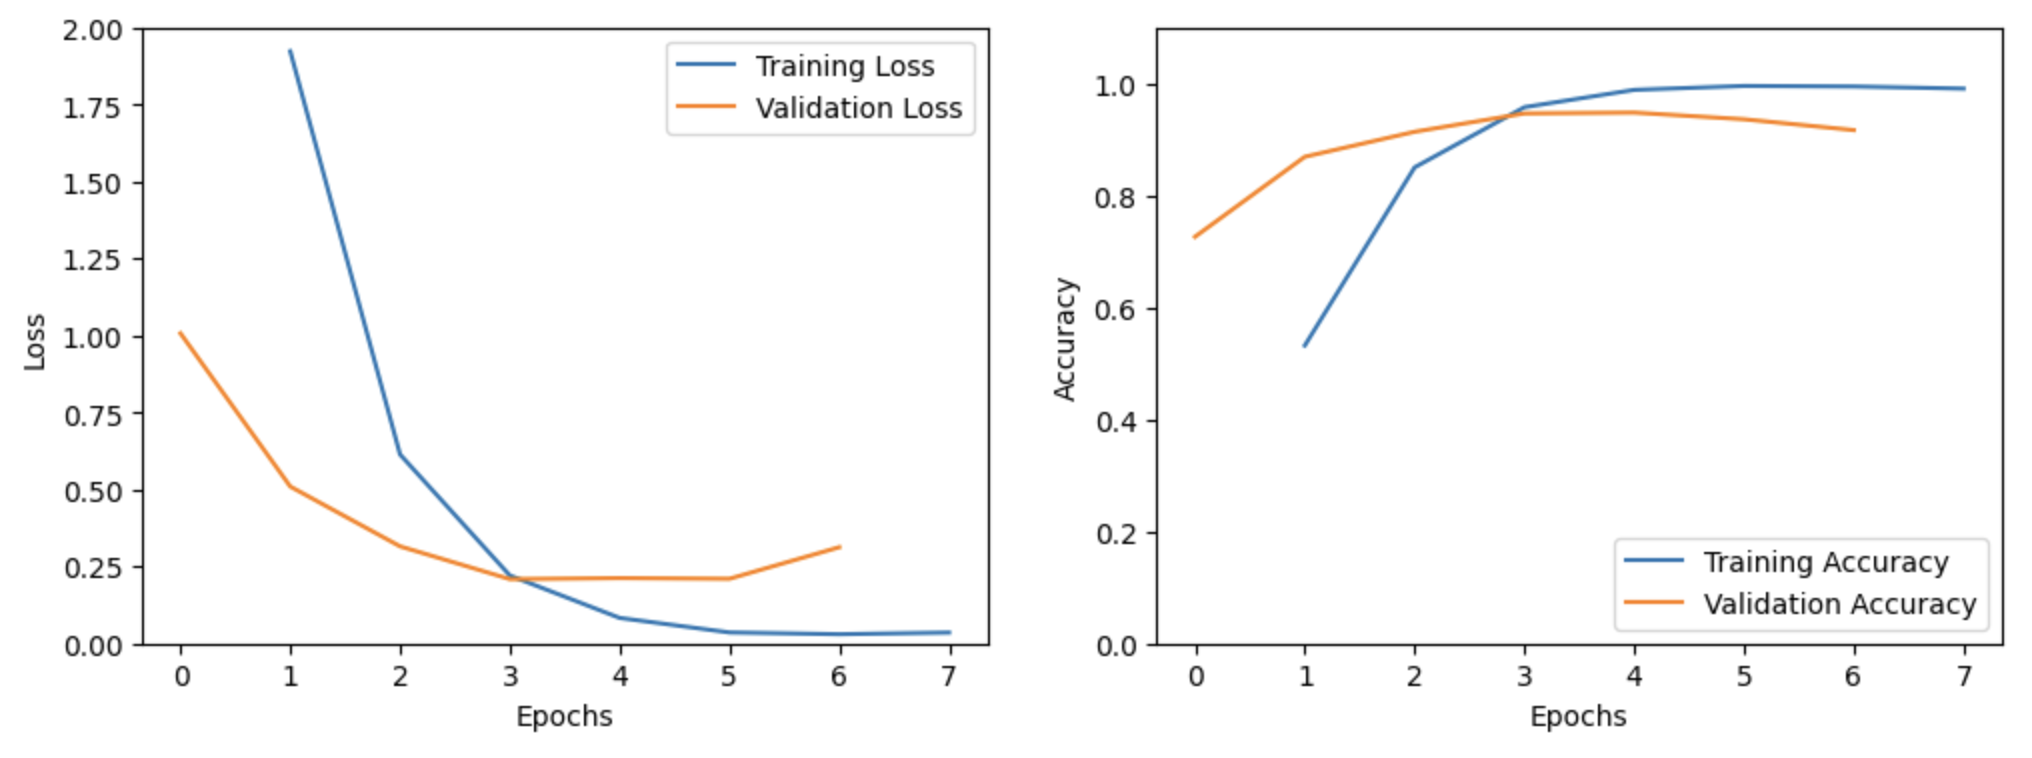 2.00
1.75
1.50
1.25
1.00
0.75
0.50
0.25
0.00
Loss
0 1 2 3 4 5 6 7
Epochs
Training Loss
Validation Loss
1.0
0.8
0.6
0.4
0.2
0.0
Accuracy
0 1 2 3 4 5 6 7
Epochs
Training Accuracy
Validation Accuracy